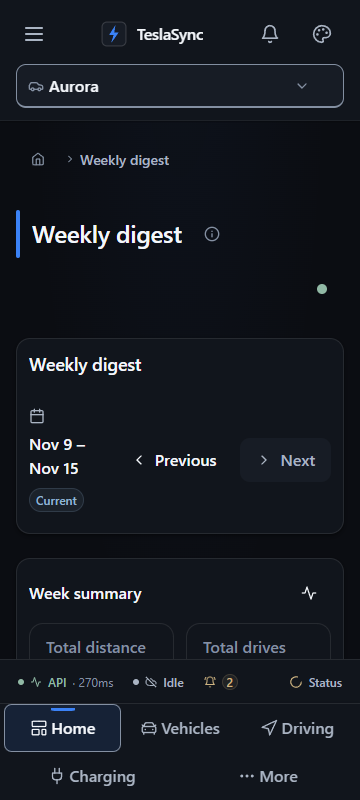 TeslaSync
Aurora
Weekly digest
Weekly digest
Weekly digest
Nov 9 –
Nov 15
Previous
Next
Current
Week summary
Total distance
Total drives
API · 270ms
Idle
2
Status
Home
Vehicles
Driving
Charging
More